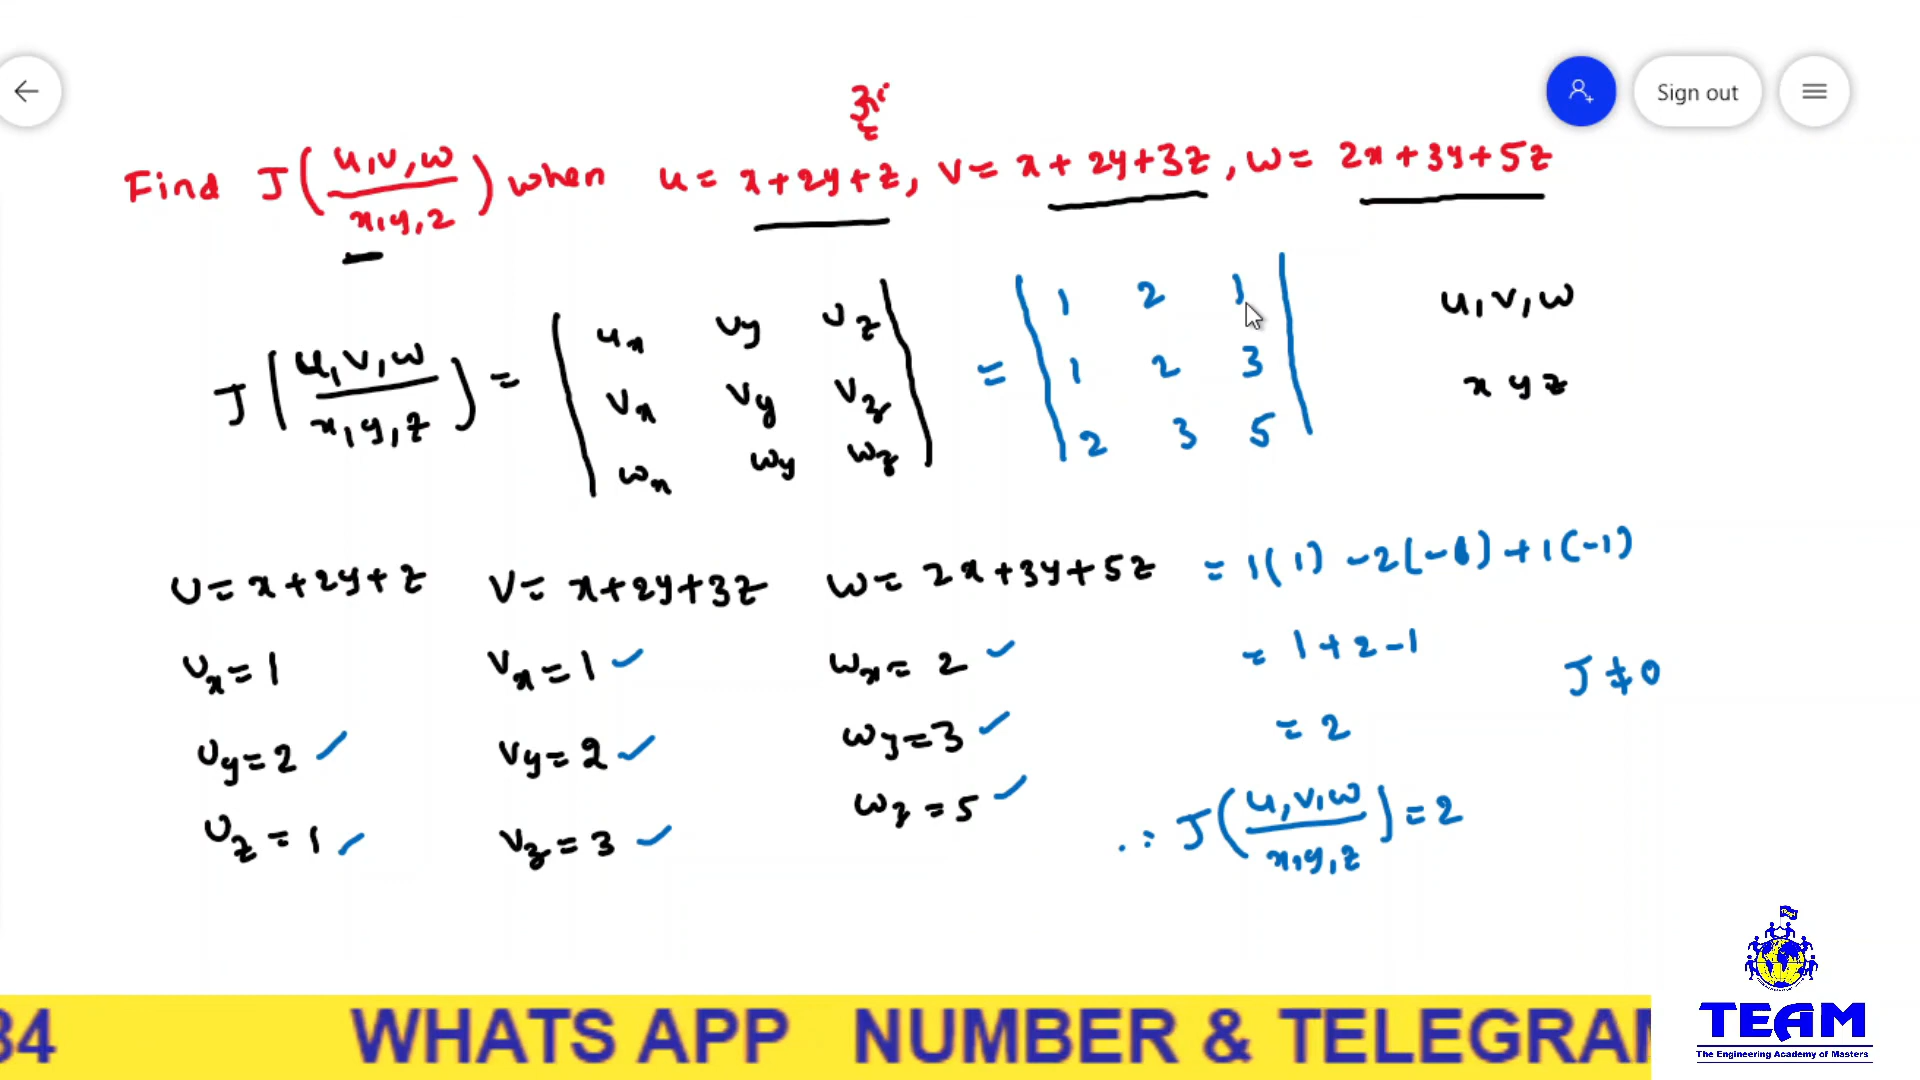 Sign out
Find J(u,v,w / x,y,z) when u = x+2y+z, v = x+2y+3z, w = 2x+3y+5z
J(u,v,w / x,y,z) = | ux uy uz | = | 1 2 1 | u,v,w
| vx vy vz | | 1 2 3 | x y z
| wx wy wz | | 2 3 5 |
u = x+2y+z v = x+2y+3z w = 2x+3y+5z = 1(1) -2(-1) +1(-1)
ux = 1 vx = 1 ✓ wx = 2 ✓ = 1+2-1
J ≠ 0
uy = 2 ✓ vy = 2 ✓ wy = 3 ✓ = 2
uz = 1 ✓ vz = 3 ✓ wz = 5 ✓ ∴ J(u,v,w / x,y,z) = 2
34 WHATS APP NUMBER & TELEGRAM
TEAM
The Engineering Academy of Masters